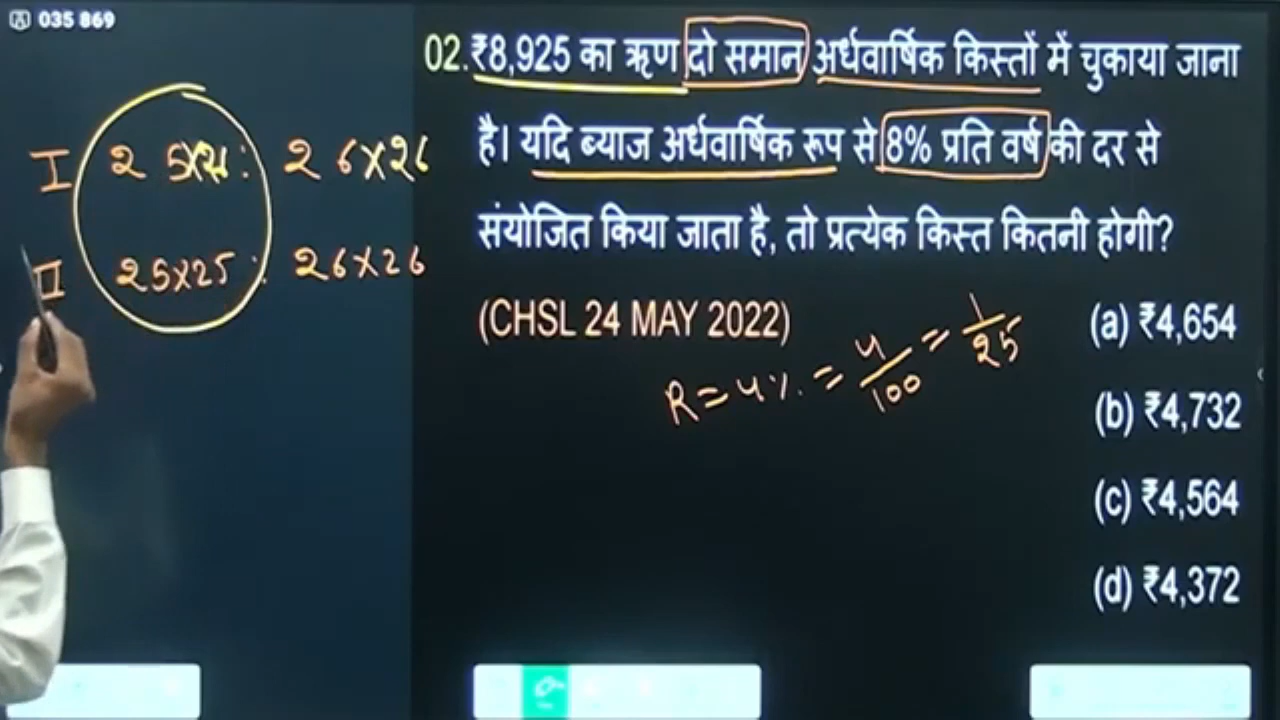 035 869
02.₹8,925 का ऋण दो समान अर्धवार्षिक किस्तों में चुकाया जाना
है। यदि ब्याज अर्धवार्षिक रूप से 8% प्रति वर्ष की दर से
संयोजित किया जाता है, तो प्रत्येक किस्त कितनी होगी?
(CHSL 24 MAY 2022)
(a) ₹4,654
(b) ₹4,732
(c) ₹4,564
(d) ₹4,372
R = 4% = 4/100 = 1/25
I 25×26 : 26×26
II 25×25 : 26×26